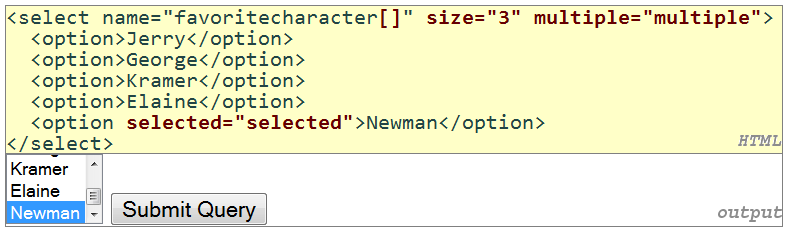 <select name="favoritecharacter[]" size="3" multiple="multiple">
  <option>Jerry</option>
  <option>George</option>
  <option>Kramer</option>
  <option>Elaine</option>
  <option selected="selected">Newman</option>
</select>
HTML
Kramer
Elaine
Newman
Submit Query
output